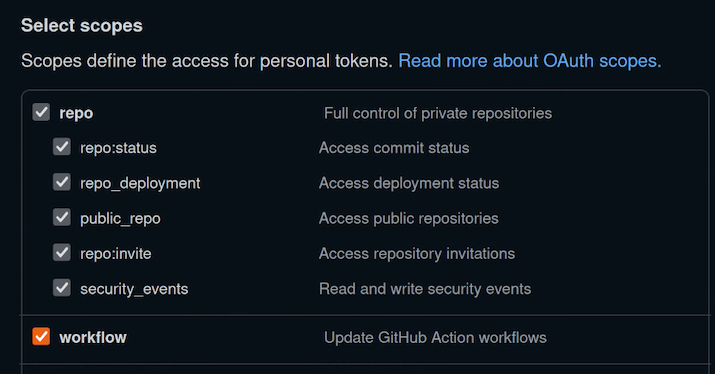 Select scopes
Scopes define the access for personal tokens. Read more about OAuth scopes.
repo Full control of private repositories
repo:status Access commit status
repo_deployment Access deployment status
public_repo Access public repositories
repo:invite Access repository invitations
security_events Read and write security events
workflow Update GitHub Action workflows